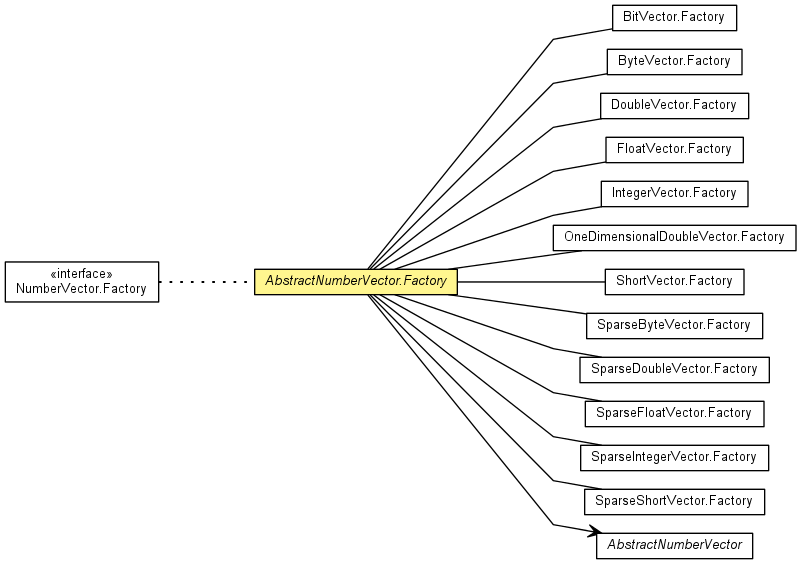 BitVector.Factory
ByteVector.Factory
DoubleVector.Factory
FloatVector.Factory
IntegerVector.Factory
OneDimensionalDoubleVector.Factory
«interface»
NumberVector.Factory
AbstractNumberVector.Factory
ShortVector.Factory
SparseByteVector.Factory
SparseDoubleVector.Factory
SparseFloatVector.Factory
SparseIntegerVector.Factory
SparseShortVector.Factory
AbstractNumberVector